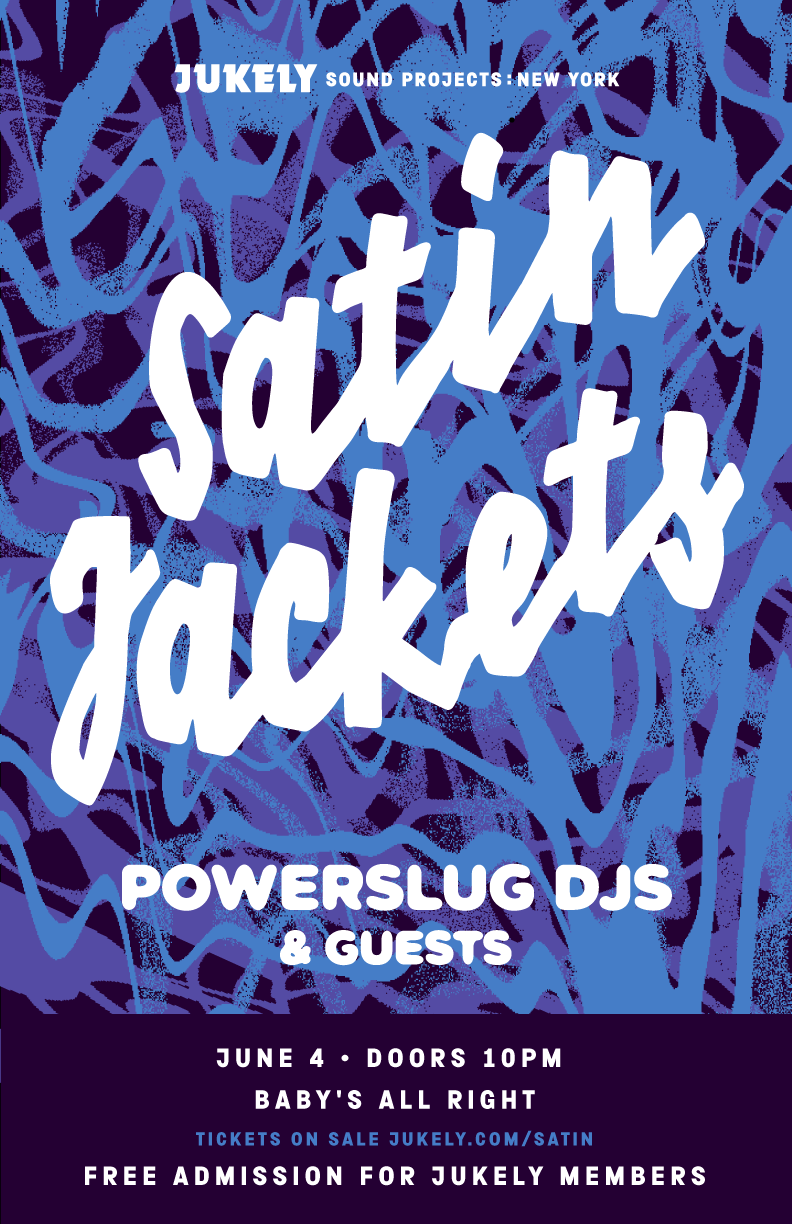 JUKELY SOUND PROJECTS:NEW YORK
Satin
Jackets
POWERSLUG DJS
& GUESTS
JUNE 4 • DOORS 10PM
BABY'S ALL RIGHT
TICKETS ON SALE JUKELY.COM/SATIN
FREE ADMISSION FOR JUKELY MEMBERS